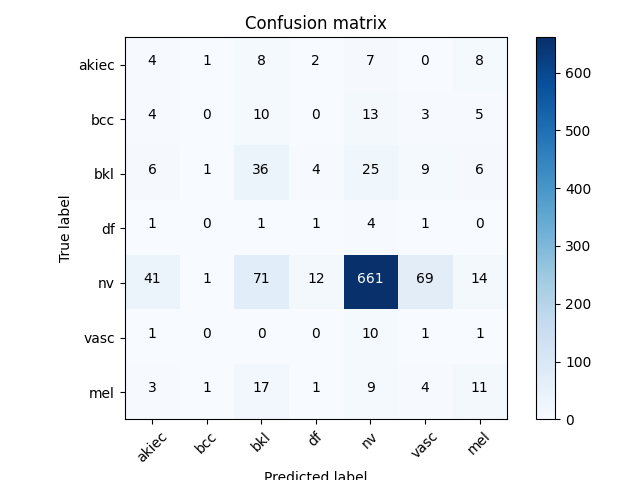 Confusion matrix
akiec 4 1 8 2 7 0 8
bcc 4 0 10 0 13 3 5
bkl 6 1 36 4 25 9 6
df 1 0 1 1 4 1 0
nv 41 1 71 12 661 69 14
vasc 1 0 0 0 10 1 1
mel 3 1 17 1 9 4 11
akiec bcc bkl df nv vasc mel
True label
Predicted label
600
500
400
300
200
100
0